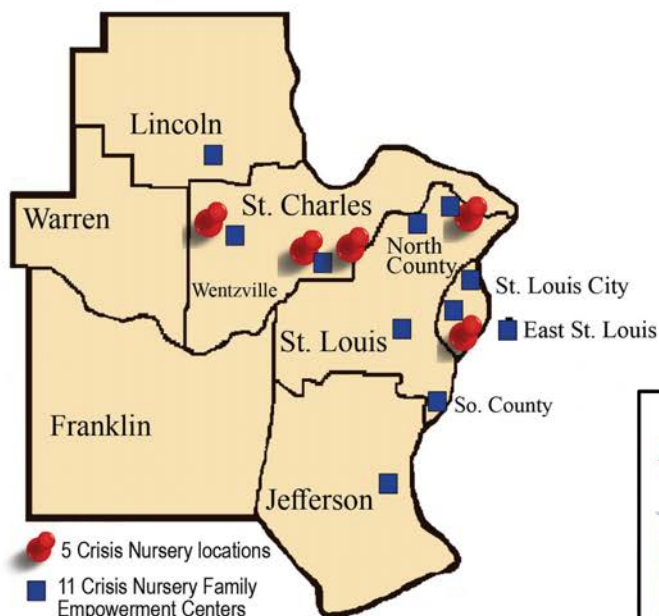 Lincoln
Warren
St. Charles
North
County
Wentzville
St. Louis City
St. Louis
East St. Louis
So. County
Franklin
Jefferson
5 Crisis Nursery locations
11 Crisis Nursery Family
Empowerment Centers